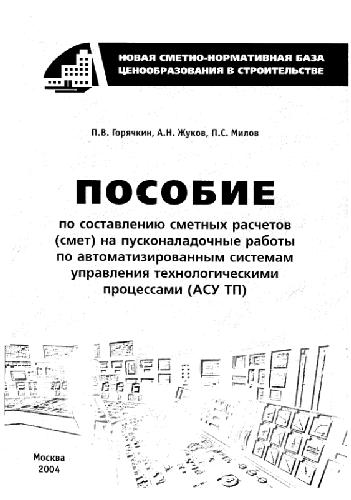 НОВАЯ СМЕТНО-НОРМАТИВНАЯ БАЗА
ЦЕНООБРАЗОВАНИЯ В СТРОИТЕЛЬСТВЕ
П.В. Горячкин, А.Н. Жуков, П.С. Милов
ПОСОБИЕ
по составлению сметных расчетов
(смет) на пусконаладочные работы
по автоматизированным системам
управления технологическими
процессами (АСУ ТП)
Москва
2004